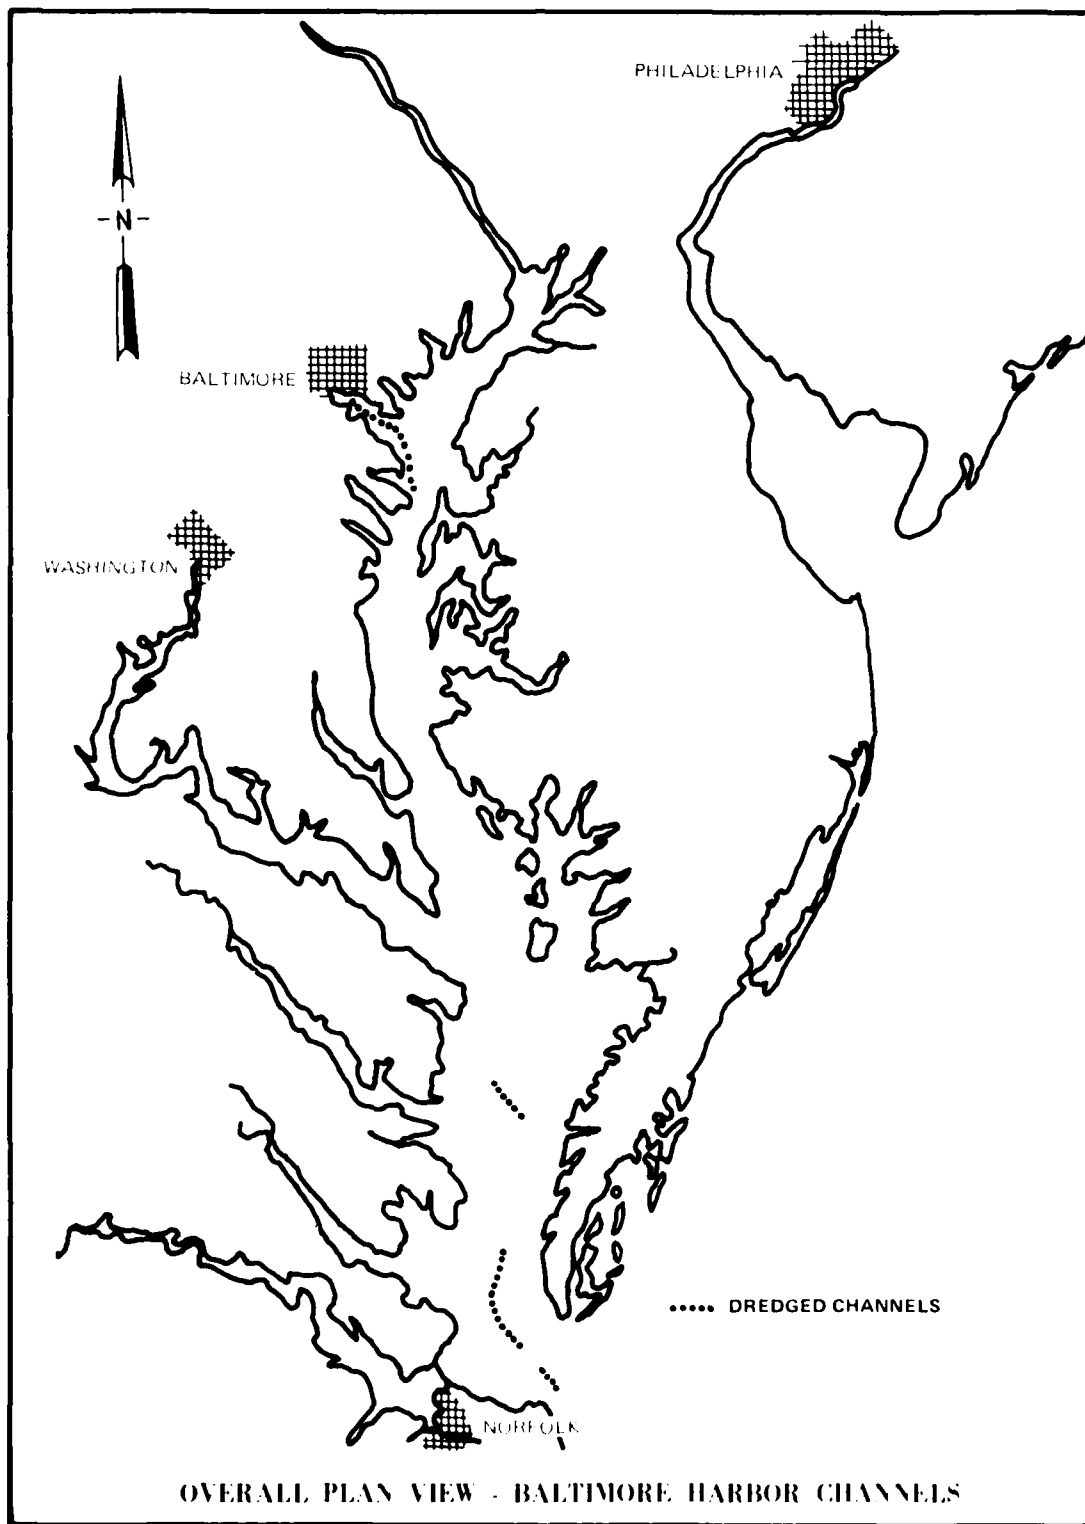 PHILADELPHIA
-N-
BALTIMORE
WASHINGTON
..... DREDGED CHANNELS
NORFOLK
OVERALL PLAN VIEW - BALTIMORE HARBOR CHANNELS